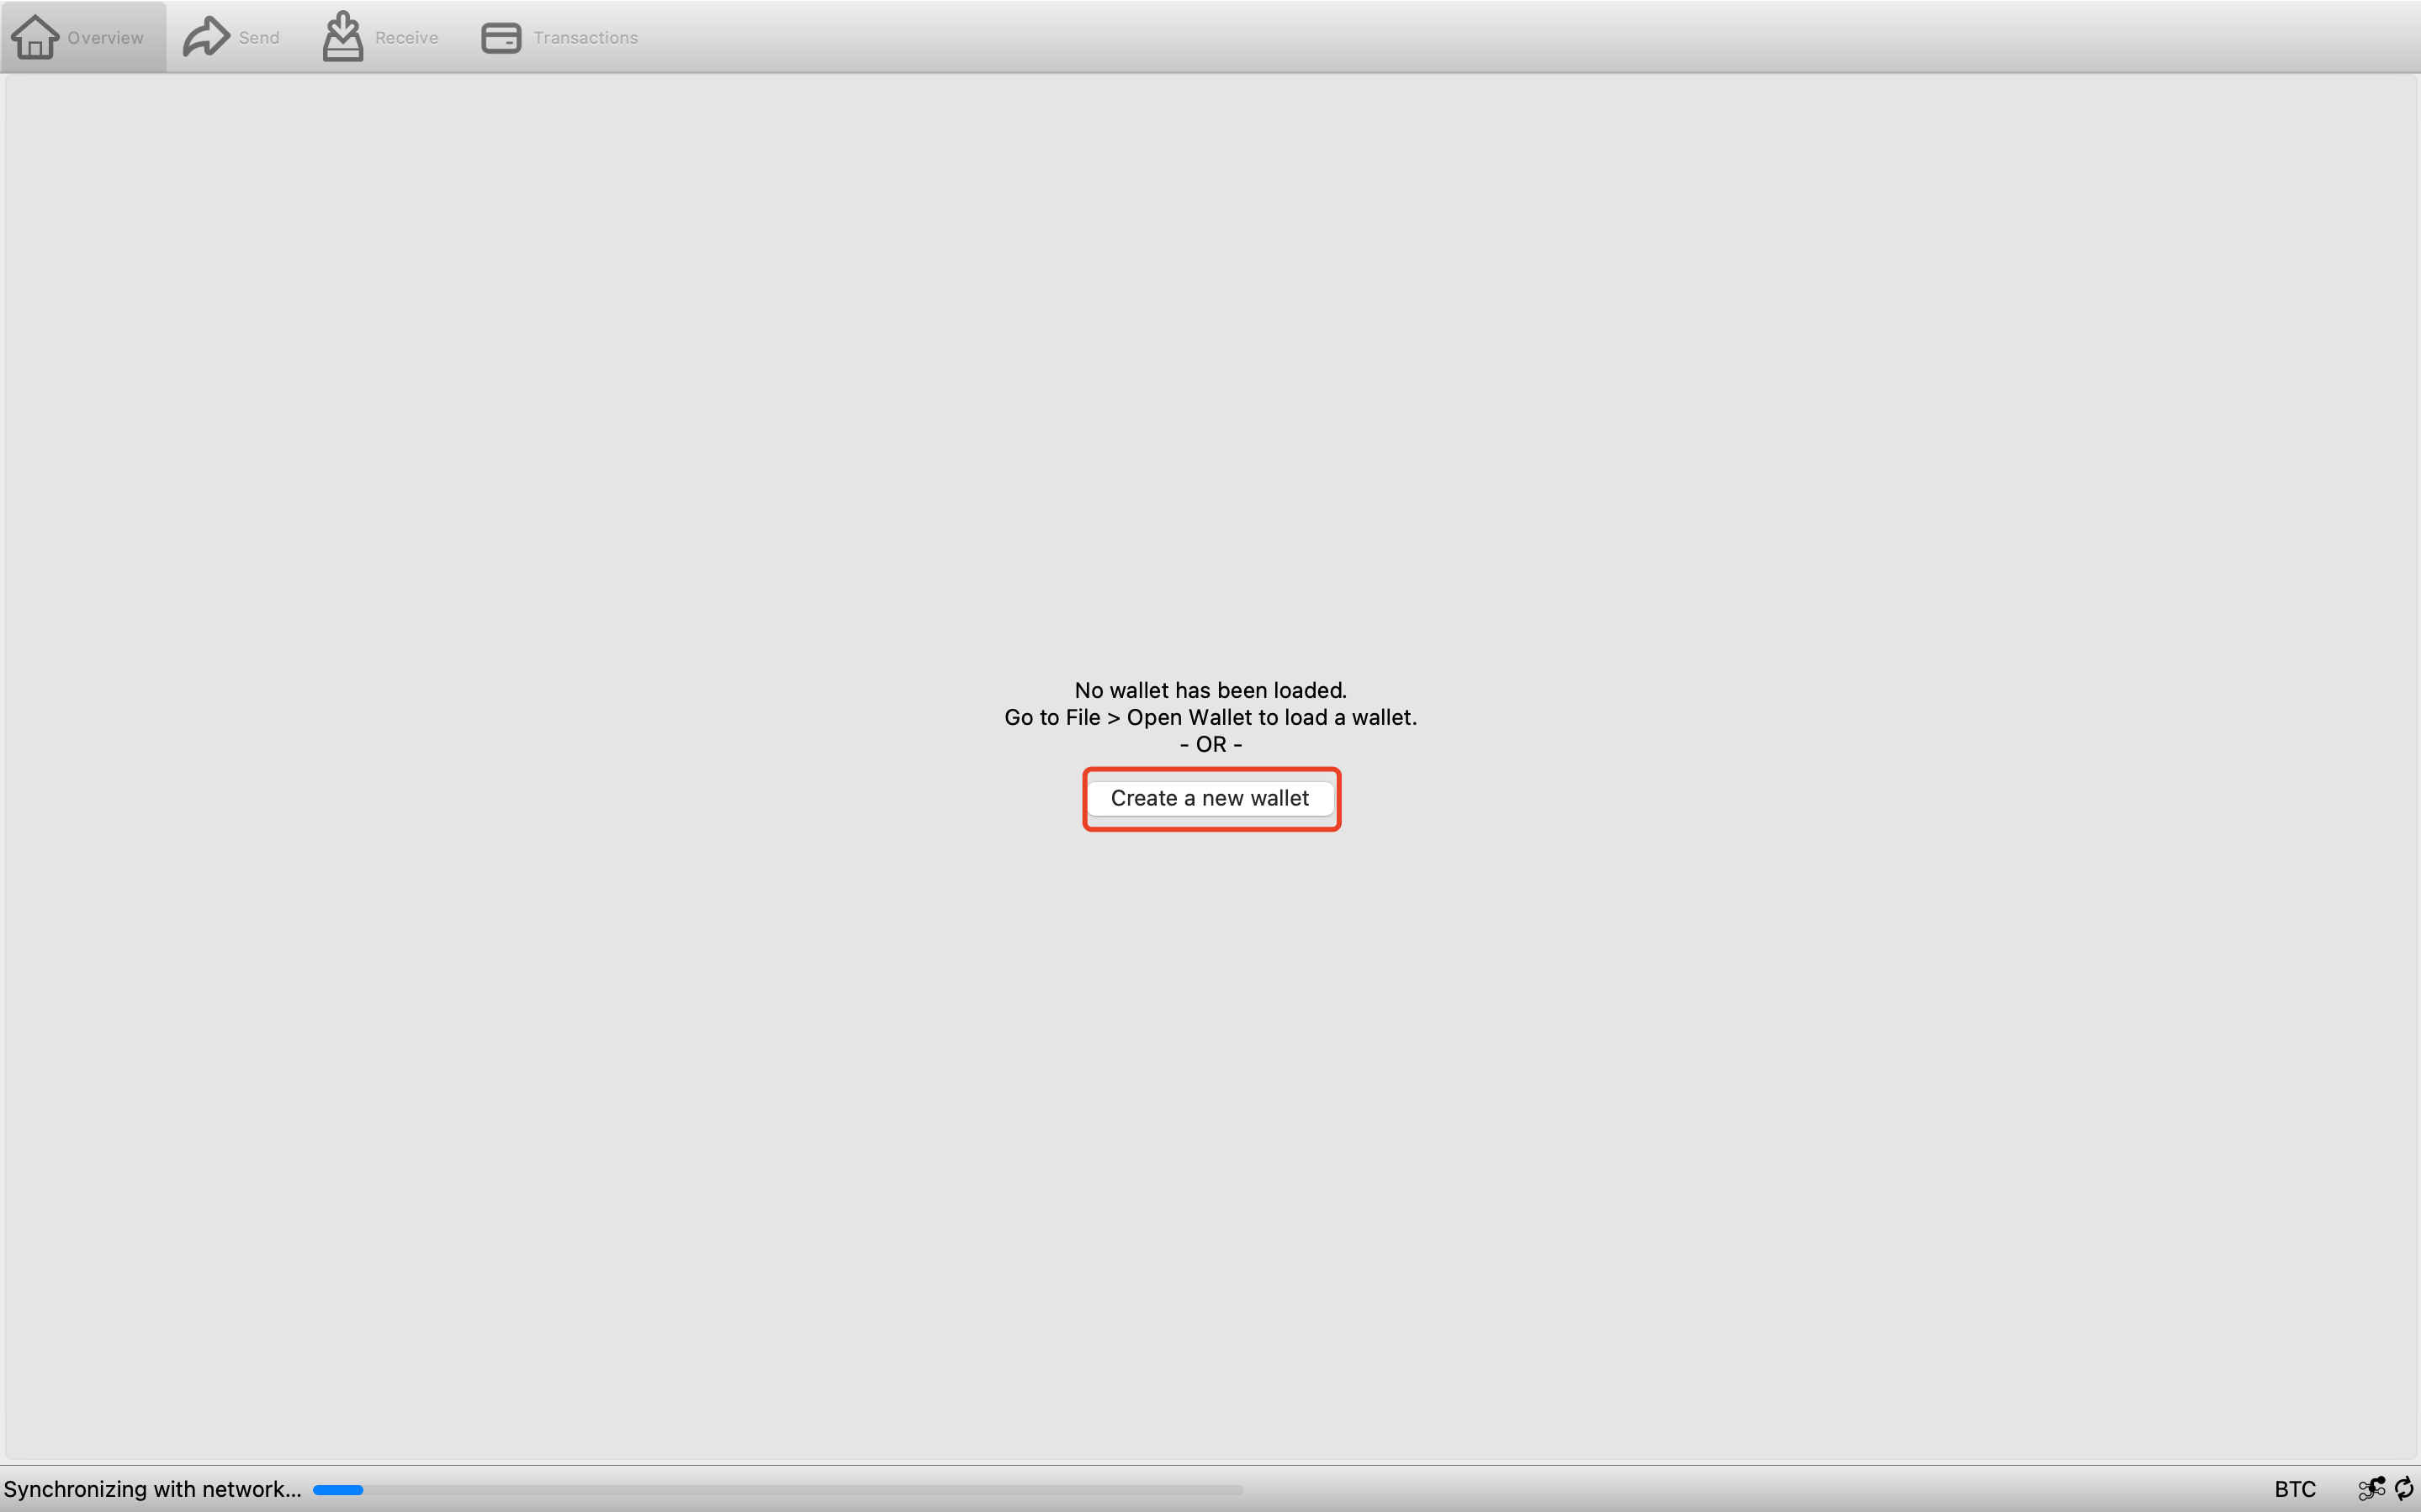 Overview Send Receive Transactions
No wallet has been loaded.
Go to File > Open Wallet to load a wallet.
- OR -
Create a new wallet
Synchronizing with network... BTC